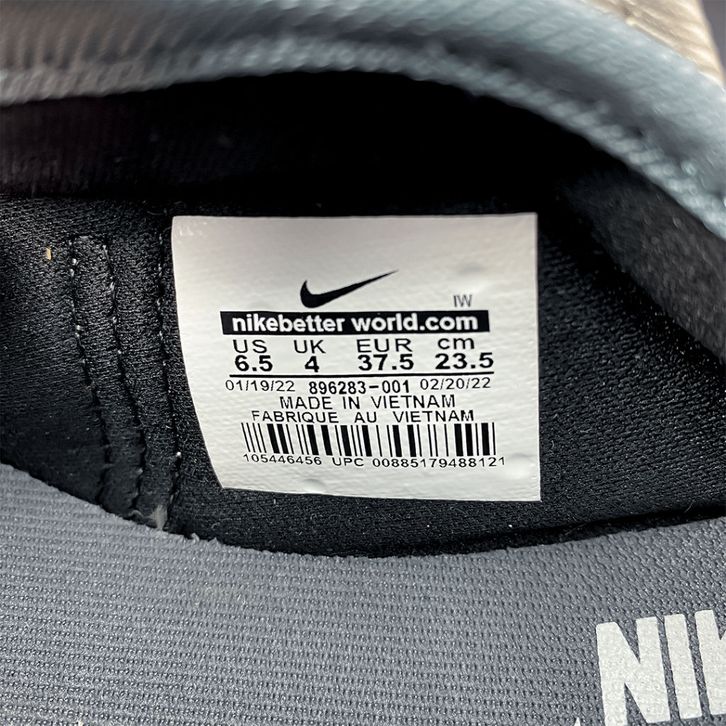 IW
nikebetter world.com
US UK EUR cm
6.5 4 37.5 23.5
01/19/22 896283-001 02/20/22
MADE IN VIETNAM
FABRIQUE AU VIETNAM
105446456 UPC 00885179488121
NIK